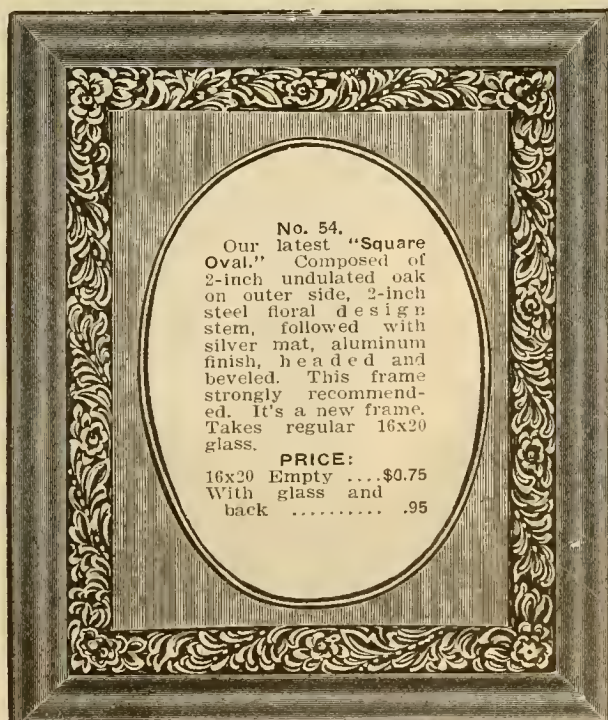 No. 54.
Our latest "Square
Oval." Composed of
2-inch undulated oak
on outer side, 2-inch
steel floral design
stem, followed with
silver mat, aluminum
finish, headed and
beveled. This frame
strongly recommend-
ed. It's a new frame.
Takes regular 16x20
glass.
PRICE:
16x20 Empty ....$0.75
With glass and
back .......... .95